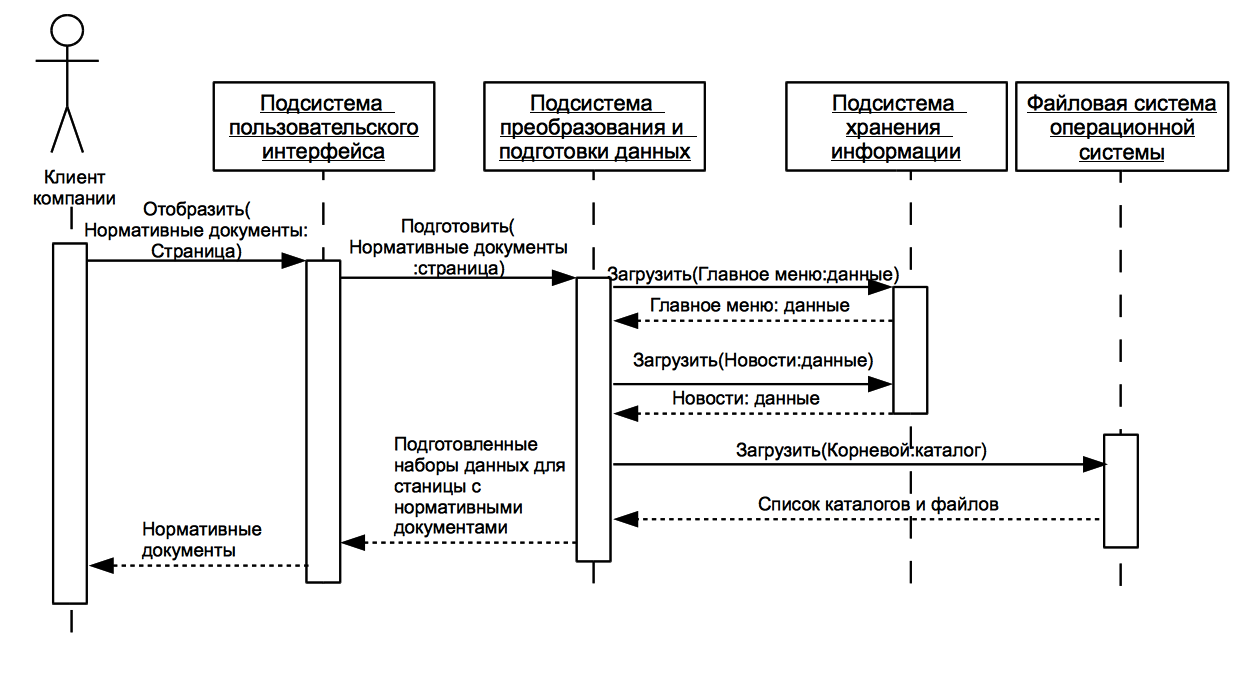 Подсистема
пользовательского
интерфейса
Подсистема
преобразования и
подготовки данных
Подсистема
хранения
информации
Файловая система
операционной
системы
Клиент
компании
Отобразить(
Нормативные документы:
Страница)
Подготовить(
Нормативные документы
:страница)
Загрузить(Главное меню:данные)
Главное меню: данные
Загрузить(Новости:данные)
Новости: данные
Загрузить(Корневой:каталог)
Список каталогов и файлов
Подготовленные
наборы данных для
станицы с
нормативными
документами
Нормативные
документы